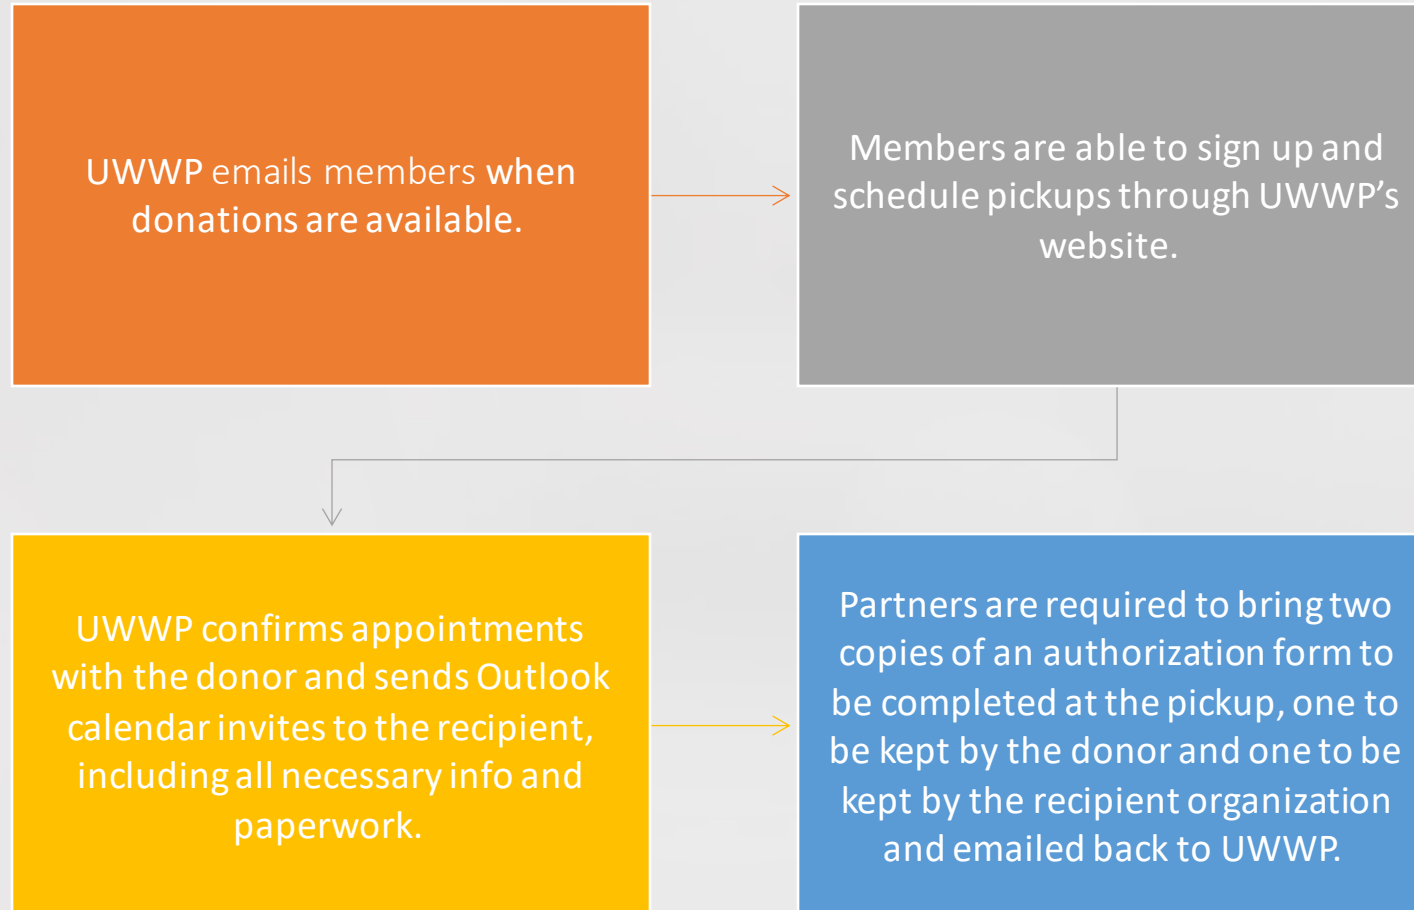 UWWP emails members when
donations are available.
Members are able to sign up and
schedule pickups through UWWP’s
website.
UWWP confirms appointments
with the donor and sends Outlook
calendar invites to the recipient,
including all necessary info and
paperwork.
Partners are required to bring two
copies of an authorization form to
be completed at the pickup, one to
be kept by the donor and one to be
kept by the recipient organization
and emailed back to UWWP.